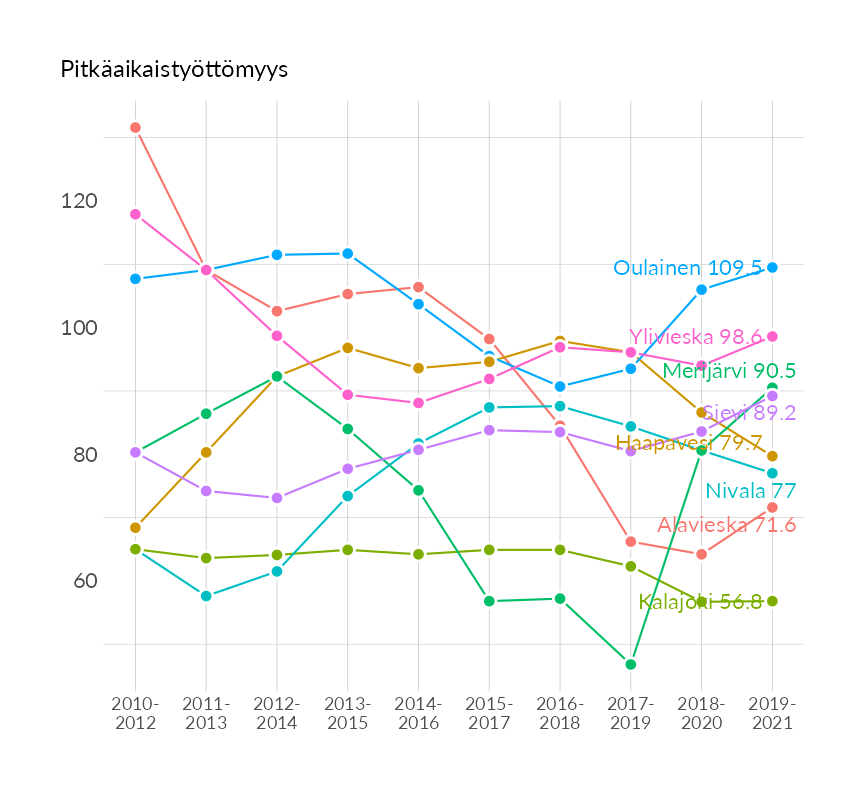 Pitkäaikaistyöttömyys
120
100
80
60
Oulainen 109.5
Ylivieska 98.6
Merijärvi 90.5
Sievi 89.2
Haapavesi 79.7
Nivala 77
Alavieska 71.6
Kalajoki 56.8
2010-
2012
2011-
2013
2012-
2014
2013-
2015
2014-
2016
2015-
2017
2016-
2018
2017-
2019
2018-
2020
2019-
2021